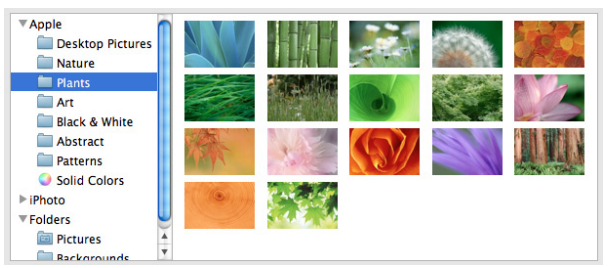 Apple
Desktop Pictures
Nature
Plants
Art
Black & White
Abstract
Patterns
Solid Colors
iPhoto
Folders
Pictures
Backgrounds